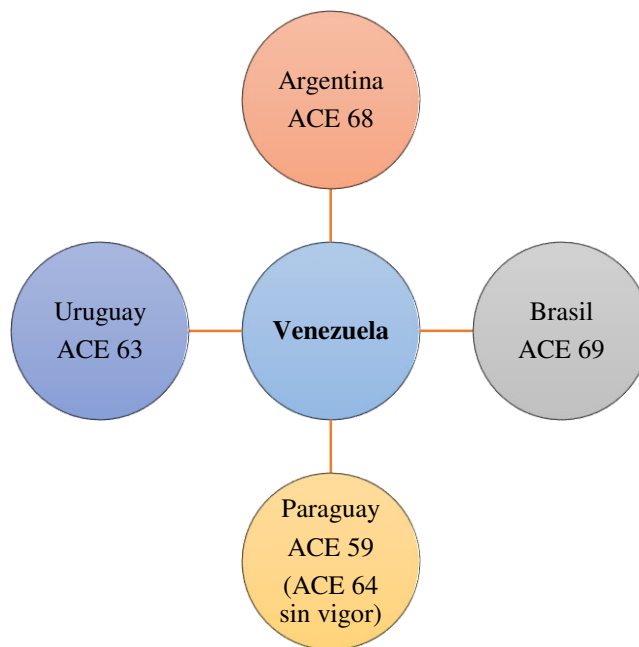 Argentina
ACE 68
Uruguay
ACE 63
Venezuela
Brasil
ACE 69
Paraguay
ACE 59
(ACE 64
sin vigor)